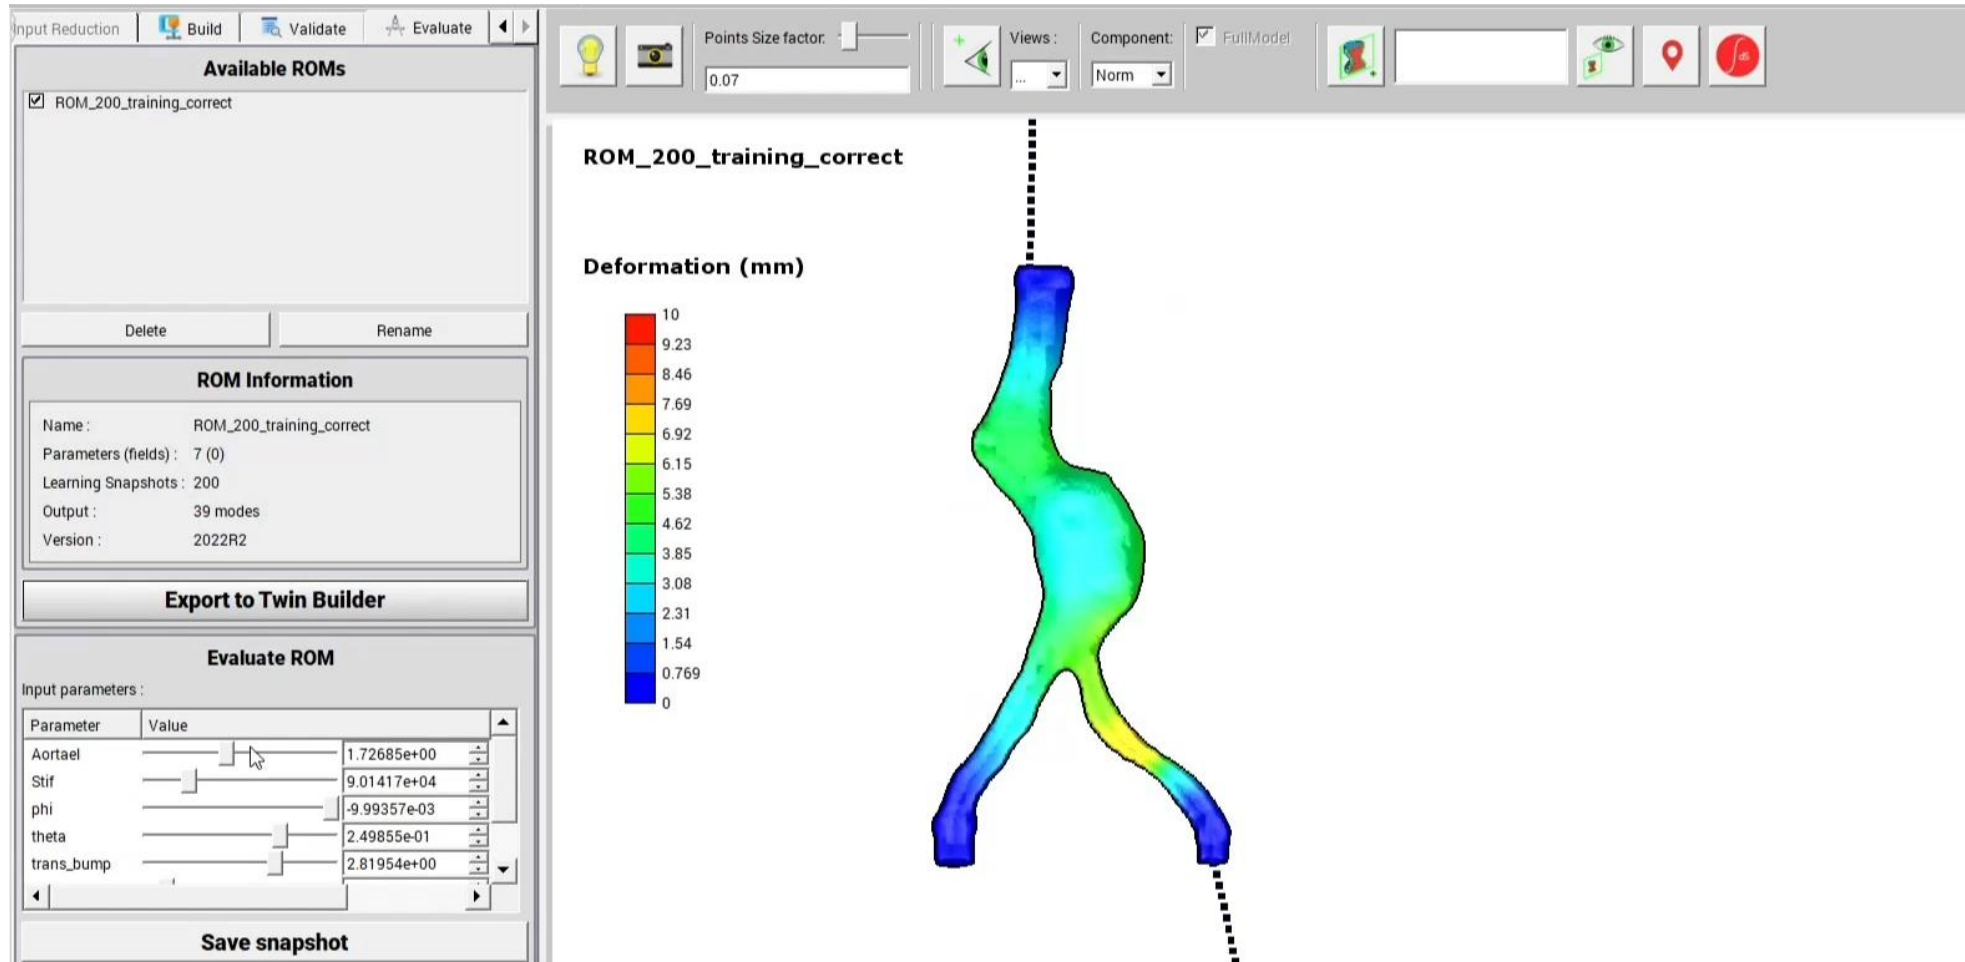 Input Reduction Build Validate Evaluate
Available ROMs
ROM_200_training_correct
Delete Rename
ROM Information
Name : ROM_200_training_correct
Parameters (fields) : 7 (0)
Learning Snapshots : 200
Output : 39 modes
Version : 2022R2
Export to Twin Builder
Evaluate ROM
Input parameters :
Parameter Value
Aortael 1.72685e+00
Stif 9.01417e+04
phi -9.99357e-03
theta 2.49855e-01
trans_bump 2.81954e+00
Save snapshot
Points Size factor:
0.07
Views :
...
Component:
Norm
FullModel
ds
ROM_200_training_correct
Deformation (mm)
10
9.23
8.46
7.69
6.92
6.15
5.38
4.62
3.85
3.08
2.31
1.54
0.769
0